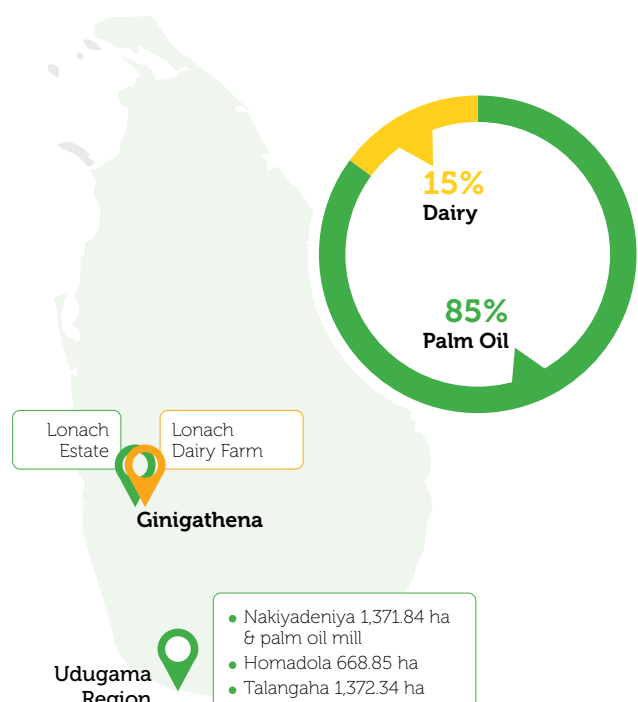 15%
Dairy
85%
Palm Oil
Lonach
Estate
Lonach
Dairy Farm
Ginigathena
• Nakiyadeniya 1,371.84 ha
& palm oil mill
• Homadola 668.85 ha
• Talangaha 1,372.34 ha
Udugama
Region